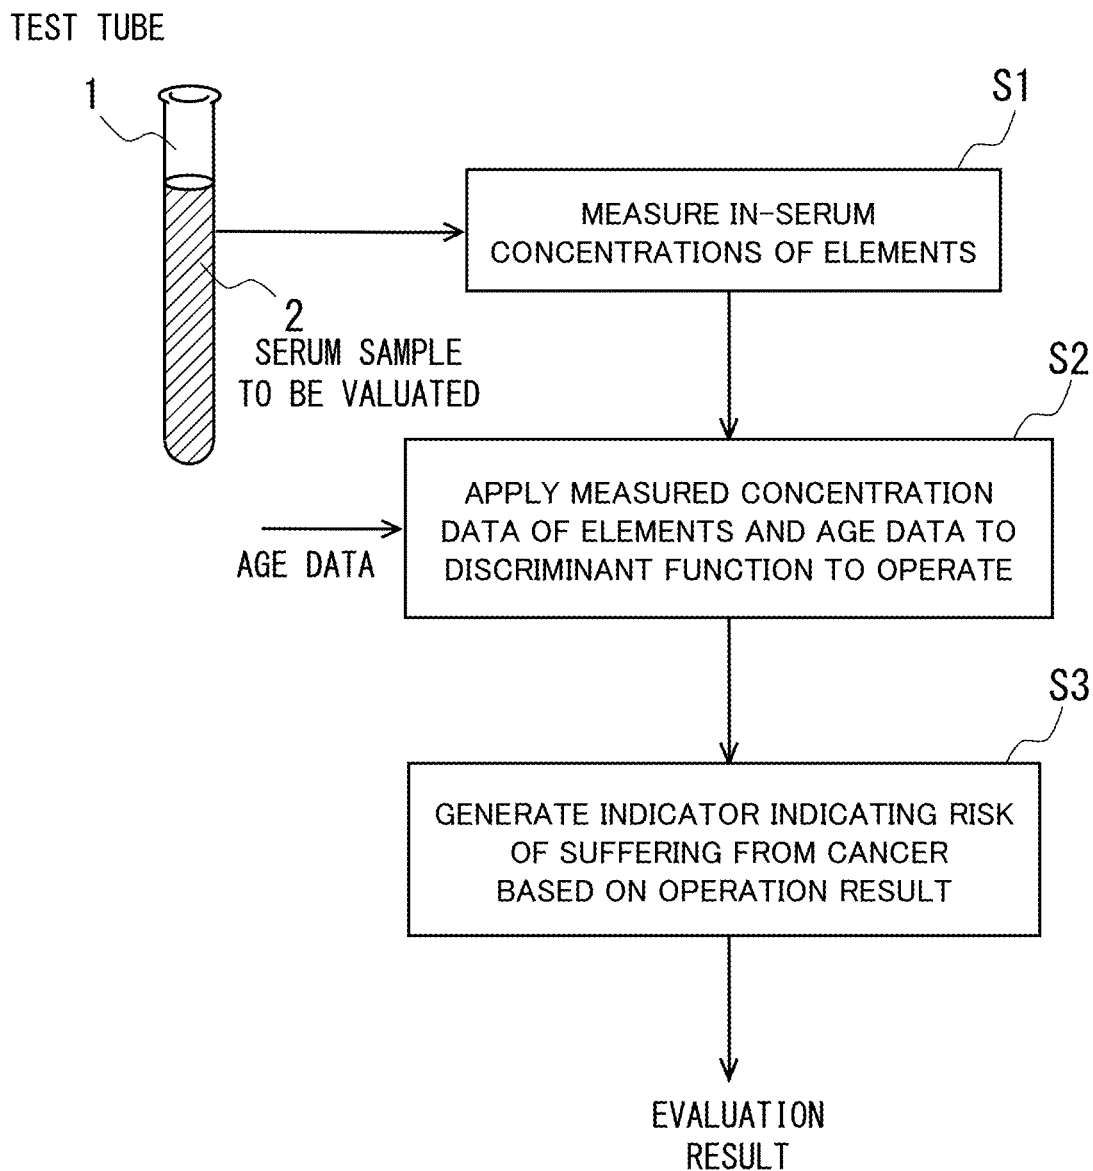 TEST TUBE
1
S1
MEASURE IN-SERUM
CONCENTRATIONS OF ELEMENTS
2
SERUM SAMPLE
TO BE VALUATED
S2
APPLY MEASURED CONCENTRATION
DATA OF ELEMENTS AND AGE DATA TO
DISCRIMINANT FUNCTION TO OPERATE
AGE DATA
S3
GENERATE INDICATOR INDICATING RISK
OF SUFFERING FROM CANCER
BASED ON OPERATION RESULT
EVALUATION
RESULT